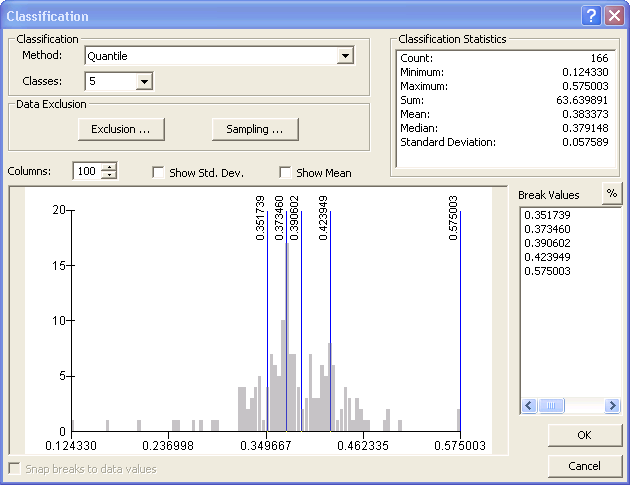 Classification
Classification
Method: Quantile
Classes: 5
Data Exclusion
Exclusion ...
Sampling ...
Columns: 100
Show Std. Dev.
Show Mean
Classification Statistics
Count: 166
Minimum: 0.124330
Maximum: 0.575003
Sum: 63.639891
Mean: 0.383373
Median: 0.379148
Standard Deviation: 0.057589
Break Values
%
0.351739
0.373460
0.390602
0.423949
0.575003
0.351739
0.373460
0.390602
0.423949
0.575003
20
15
10
5
0
0.124330 0.236998 0.349667 0.462335 0.575003
Snap breaks to data values
OK
Cancel